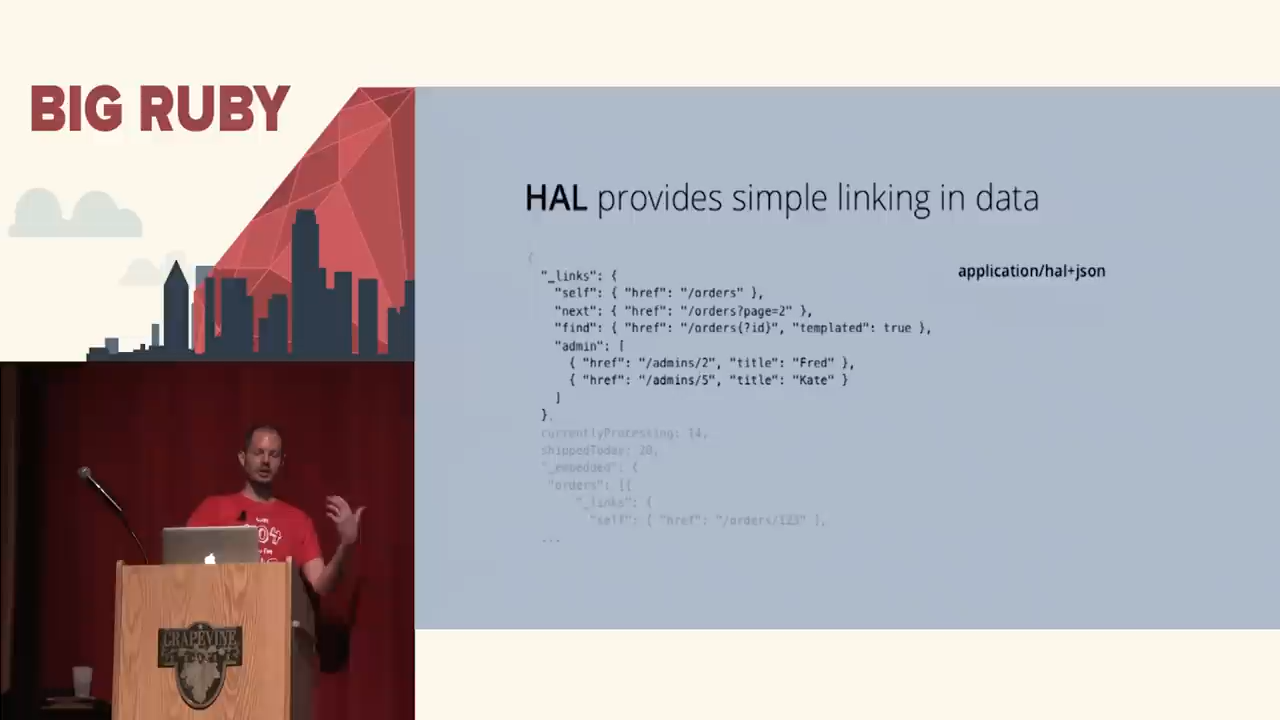 BIG RUBY
HAL provides simple linking in data
application/hal+json
{
"_links": {
"self": { "href": "/orders" },
"next": { "href": "/orders?page=2" },
"find": { "href": "/orders{?id}", "templated": true },
"admin": [
{ "href": "/admins/2", "title": "Fred" },
{ "href": "/admins/5", "title": "Kate" }
]
},
currentlyProcessing: 14,
shippedToday: 20,
"_embedded": {
"orders": [{
"_links": {
"self": { "href": "/orders/123" },
...
GRAPEVINE